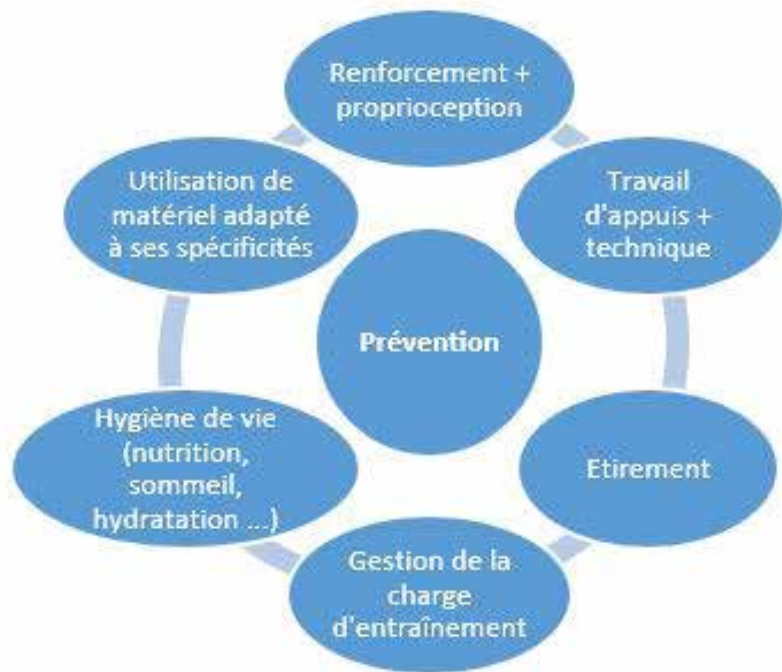 Renforcement +
proprioception
Travail
d'appuis +
technique
Etirement
Gestion de la
charge
d'entraînement
Hygiène de vie
(nutrition,
sommeil,
hydratation ...)
Utilisation de
matériel adapté
à ses spécificités
Prévention